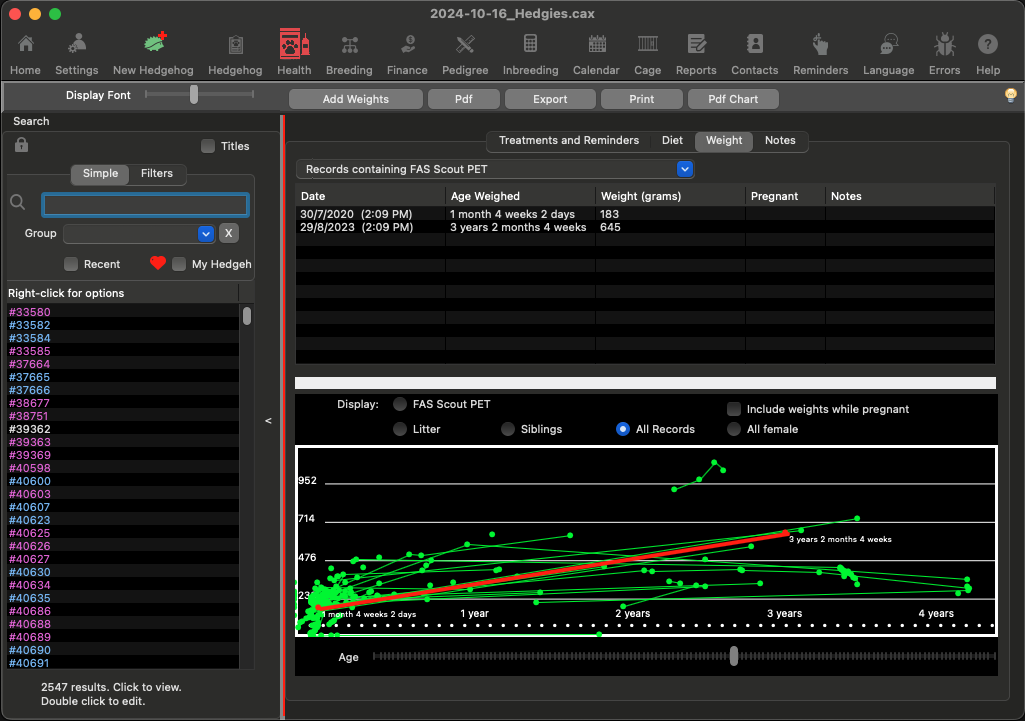 2024-10-16_Hedgies.cax
Home Settings New Hedgehog Hedgehog Health Breeding Finance Pedigree Inbreeding Calendar Cage Reports Contacts Reminders Language Errors Help
Display Font Add Weights Pdf Export Print Pdf Chart
Search
Titles
Simple Filters
Group X
Recent My Hedgeh
Right-click for options
#33580
#33582
#33584
#33585
#37664
#37665
#37666
#38677
#38751
#39362
#39363
#39369
#40598
#40600
#40603
#40607
#40623
#40625
#40626
#40627
#40630
#40634
#40635
#40686
#40688
#40689
#40690
#40691
2547 results. Click to view.
Double click to edit.
<
Treatments and Reminders Diet Weight Notes
Records containing FAS Scout PET
Date Age Weighed Weight (grams) Pregnant Notes
30/7/2020 (2:09 PM) 1 month 4 weeks 2 days 183
29/8/2023 (2:09 PM) 3 years 2 months 4 weeks 645
Display: FAS Scout PET
Include weights while pregnant
Litter Siblings All Records All female
952
714
3 years 2 months 4 weeks
476
1 month 4 weeks 2 days
1 year 2 years 3 years 4 years
Age